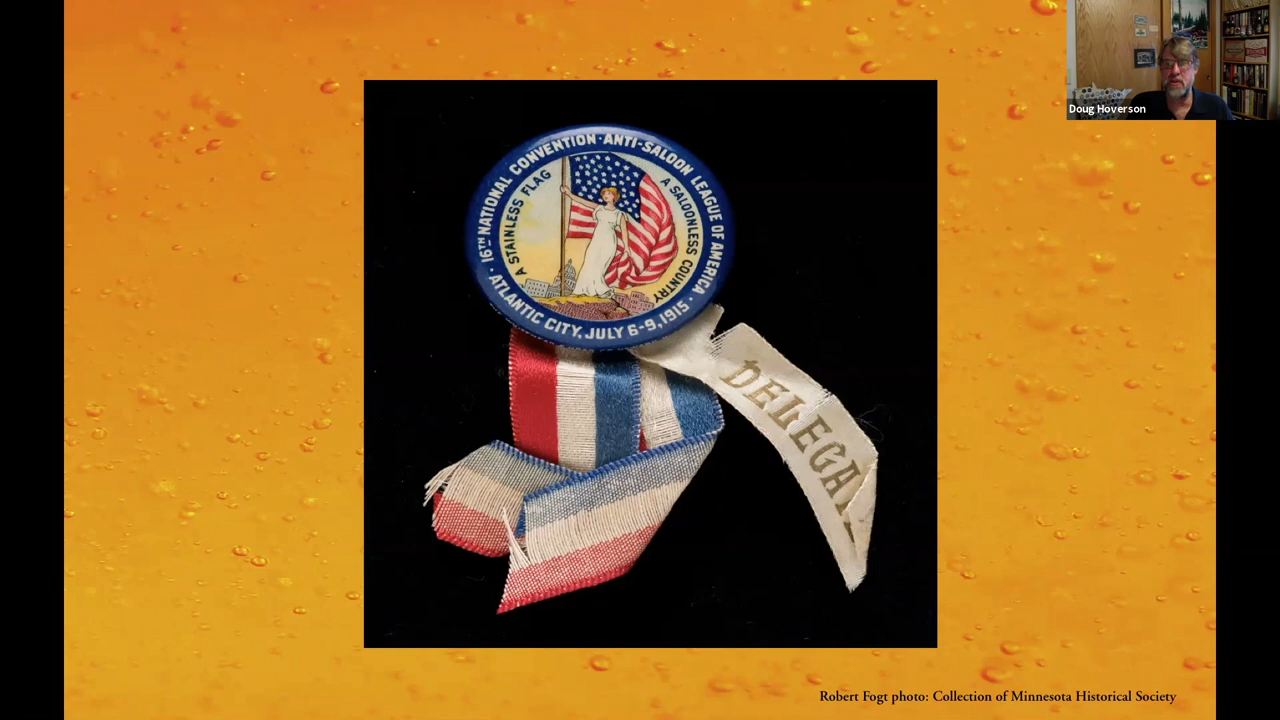 Doug Hoverson
16TH NATIONAL CONVENTION · ANTI-SALOON LEAGUE OF AMERICA ·
ATLANTIC CITY, JULY 6-9, 1915 ·
A STAINLESS FLAG
A SALOONLESS COUNTRY
DELEGA
Robert Fogt photo: Collection of Minnesota Historical Society